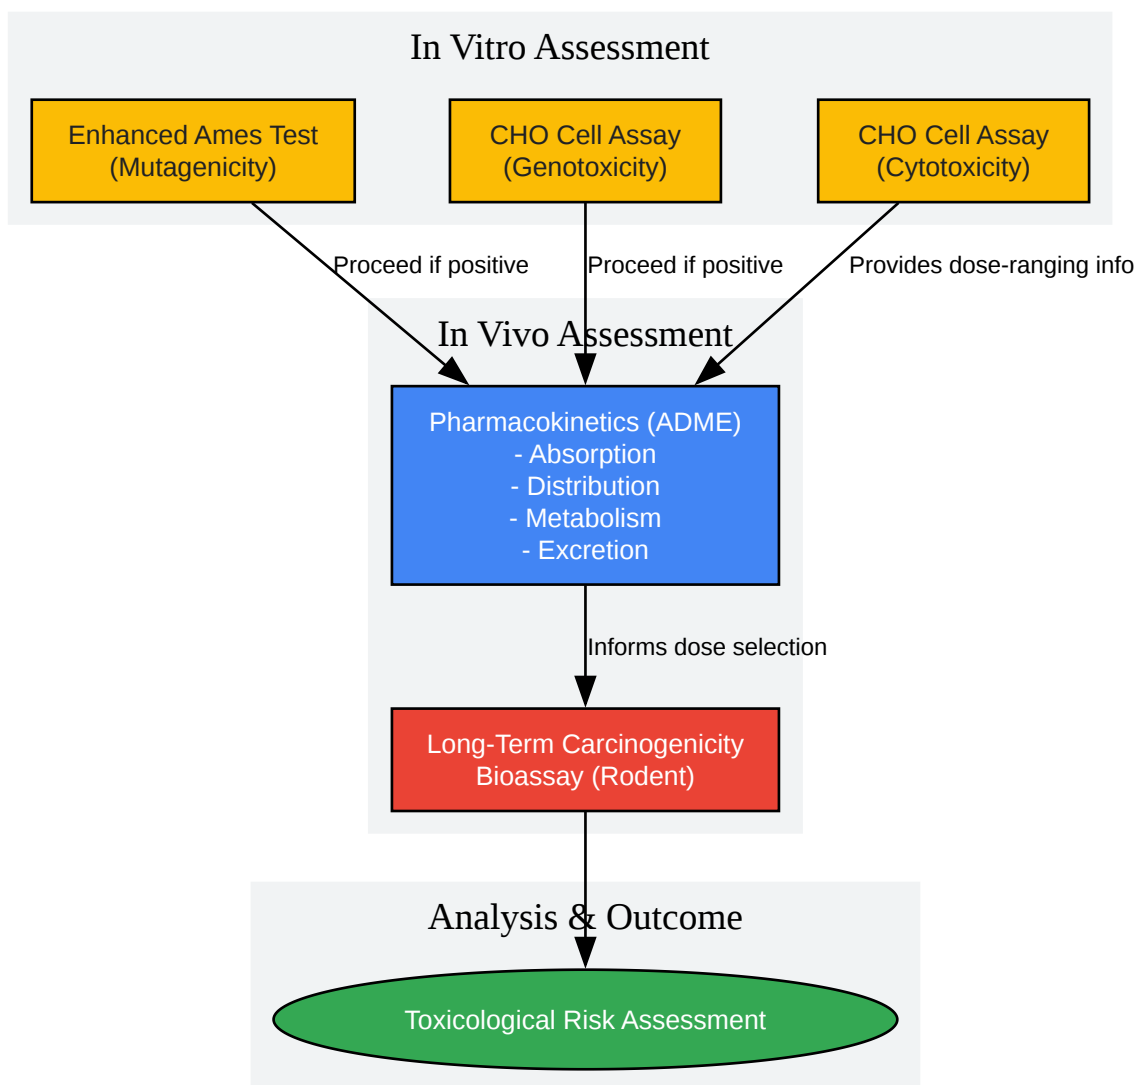 In Vitro Assessment
Enhanced Ames Test
(Mutagenicity)
CHO Cell Assay
(Genotoxicity)
CHO Cell Assay
(Cytotoxicity)
Proceed if positive
Proceed if positive
Provides dose-ranging info
In Vivo Assessment
Pharmacokinetics (ADME)
- Absorption
- Distribution
- Metabolism
- Excretion
Informs dose selection
Long-Term Carcinogenicity
Bioassay (Rodent)
Analysis & Outcome
Toxicological Risk Assessment